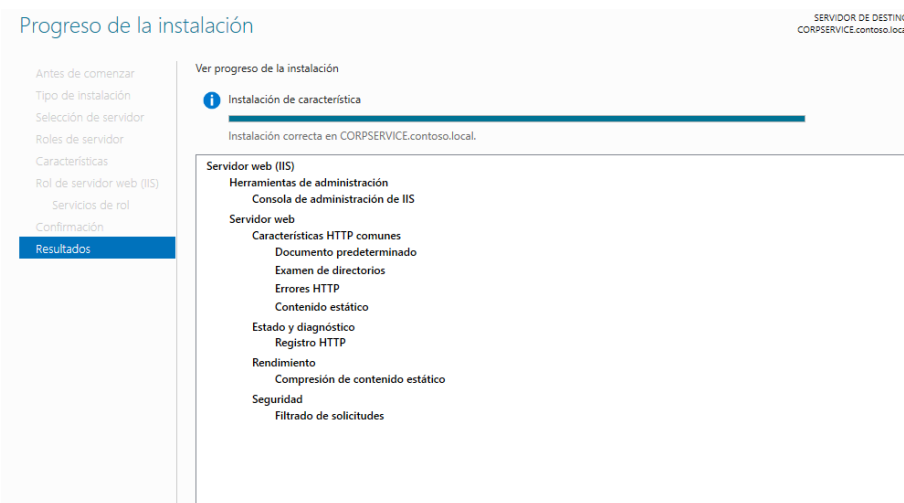 Progreso de la instalación
SERVIDOR DE DESTINO
CORPSERVICE.contoso.local
Antes de comenzar
Tipo de instalación
Selección de servidor
Roles de servidor
Características
Rol de servidor web (IIS)
Servicios de rol
Confirmación
Resultados
Ver progreso de la instalación
Instalación de característica
Instalación correcta en CORPSERVICE.contoso.local.
Servidor web (IIS)
Herramientas de administración
Consola de administración de IIS
Servidor web
Características HTTP comunes
Documento predeterminado
Examen de directorios
Errores HTTP
Contenido estático
Estado y diagnóstico
Registro HTTP
Rendimiento
Compresión de contenido estático
Seguridad
Filtrado de solicitudes